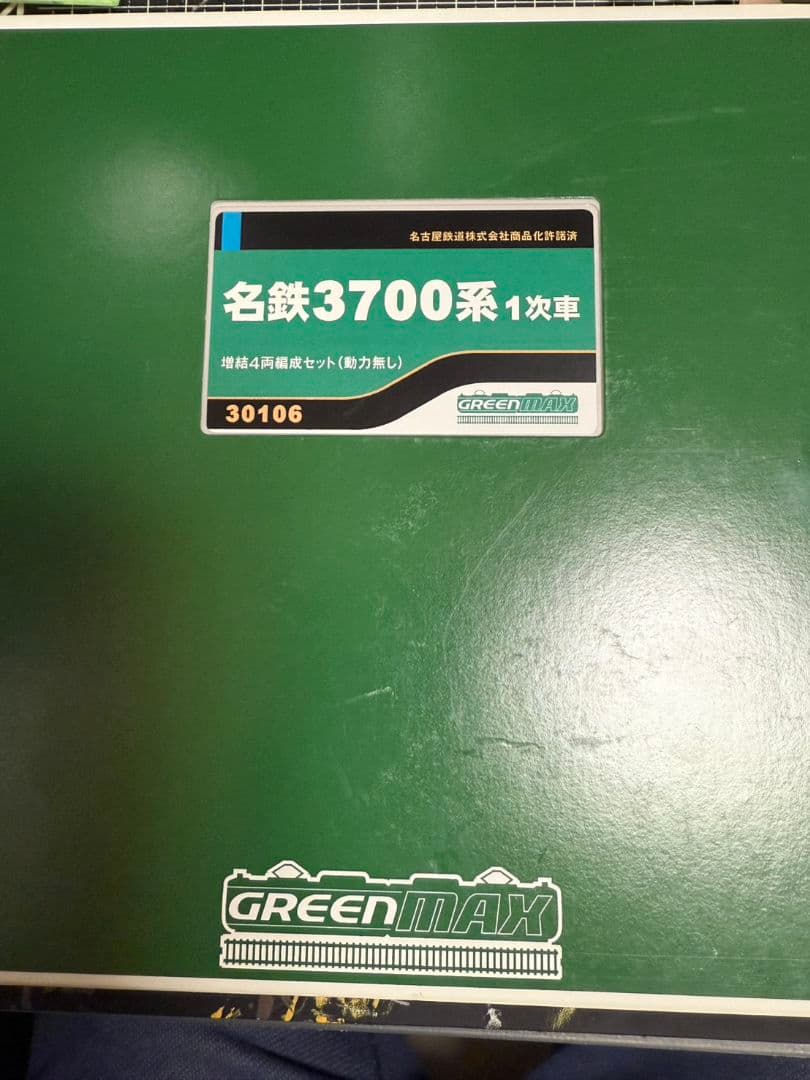 名古屋鉄道株式会社商品化許諾済
名鉄3700系1次車
増結4両編成セット(動力無し)
30106
GREENMAX
GREENMAX